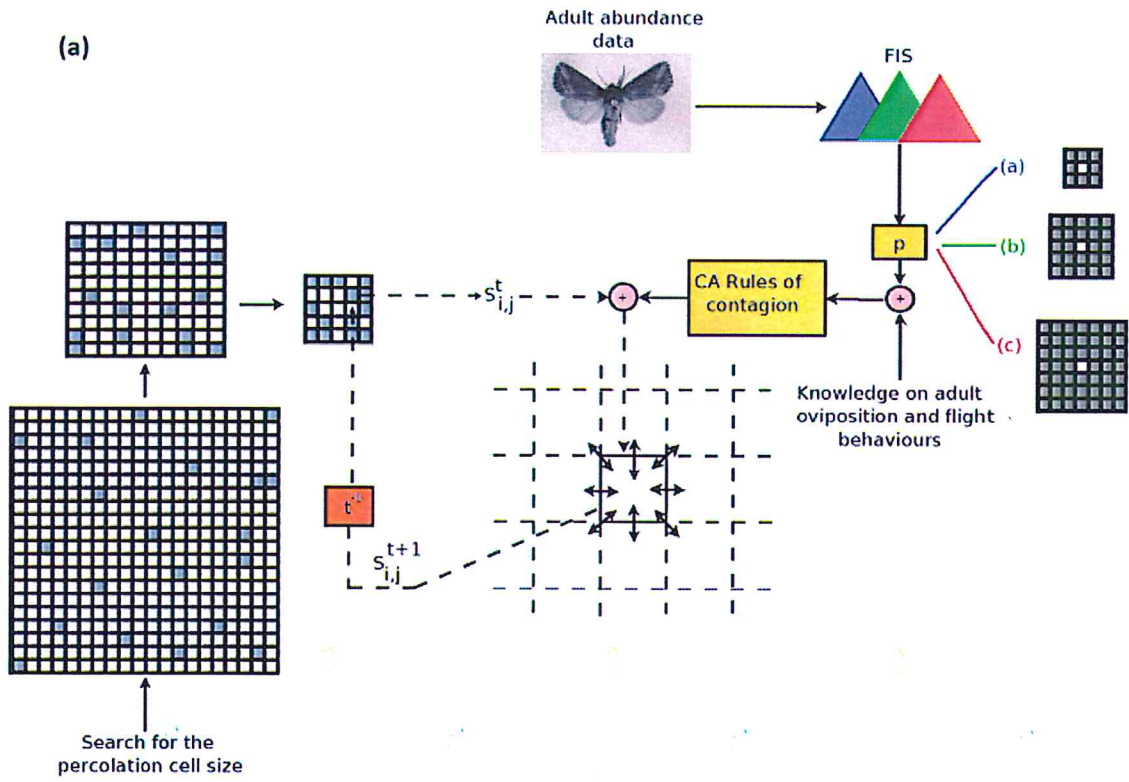 (a)
Adult abundance
data
FIS
(a)
p
(b)
(c)
S t i,j
+
CA Rules of
contagion
+
Knowledge on adult
oviposition and flight
behaviours
t -1
S t+1 i,j
Search for the
percolation cell size